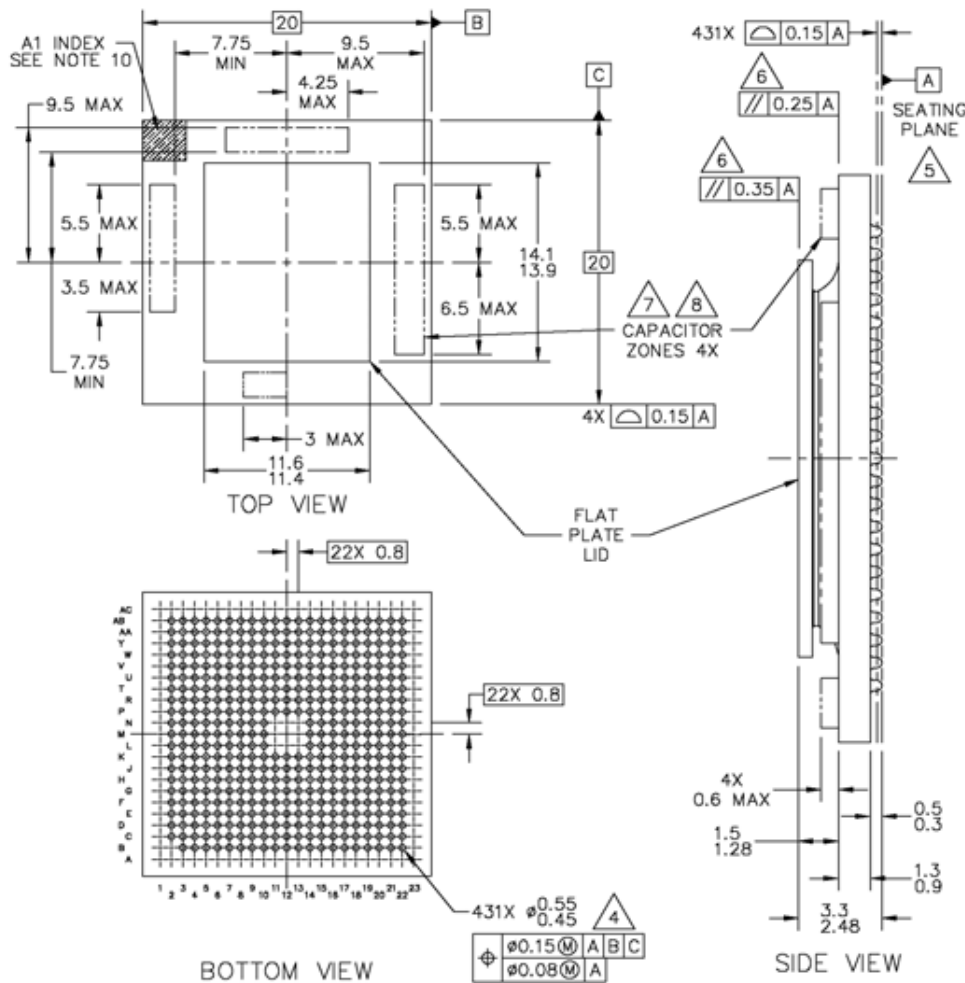 20
B
A1 INDEX
SEE NOTE 10
7.75
MIN
9.5
MAX
4.25
MAX
C
9.5 MAX
5.5 MAX
3.5 MAX
7.75
MIN
5.5
MAX
6.5 MAX
14.1
13.9
20
7 8
CAPACITOR
ZONES 4X
4X 0.15 A
3 MAX
11.6
11.4
TOP VIEW
FLAT
PLATE
LID
431X 0.15 A
6
// 0.25 A
A
SEATING
PLANE
5
6
// 0.35 A
4X
0.6 MAX
0.5
0.3
1.5
1.28
1.3
0.9
3.3
2.48
SIDE VIEW
22X 0.8
22X 0.8
AC
AB
AA
Y
W
V
U
T
R
P
N
M
L
K
J
H
G
F
E
D
C
B
A
1 2 3 4 5 6 7 8 9 10 11 12 13 14 15 16 17 18 19 20 21 22 23
431X ø0.55
0.45
4
⌖ ø0.15 Ⓜ A B C
ø0.08 Ⓜ A
BOTTOM VIEW